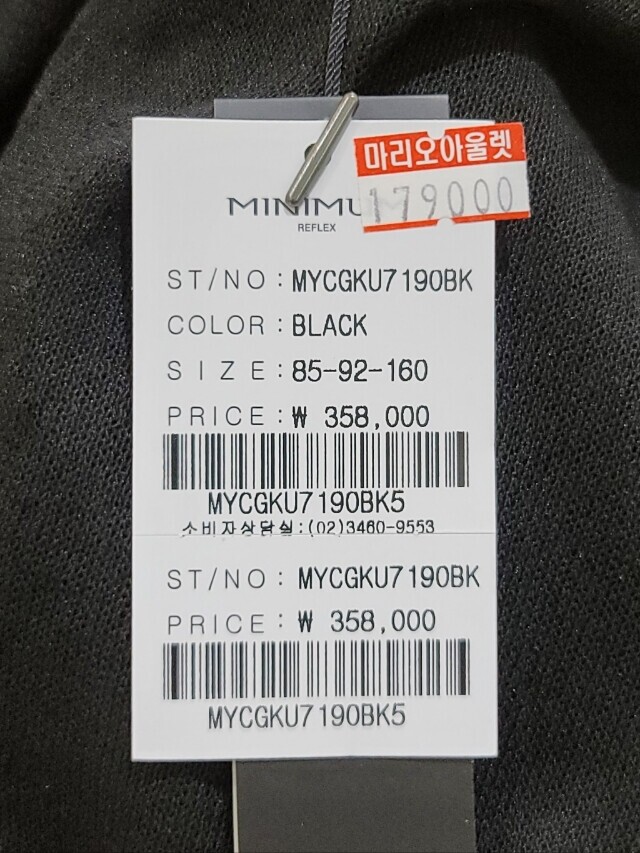 마리오아울렛
179000
MINIMU
REFLEX
ST/NO : MYCGKU7190BK
COLOR : BLACK
SIZE : 85-92-160
PRICE : ₩ 358,000
MYCGKU7190BK5
소비자상담실:(02)3460-9553
ST/NO : MYCGKU7190BK
PRICE : ₩ 358,000
MYCGKU7190BK5